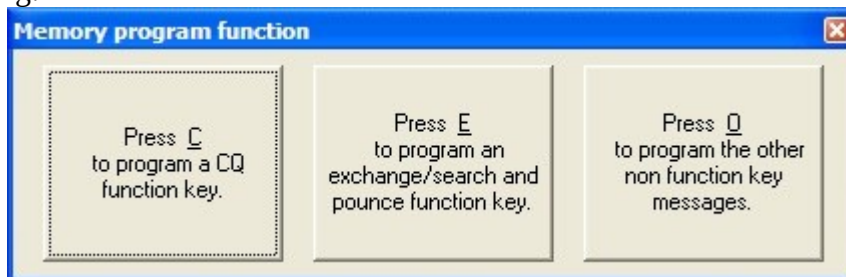 g.
Memory program function
Press C
to program a CQ
function key.
Press E
to program an
exchange/search and
pounce function key.
Press O
to program the other
non function key
messages.